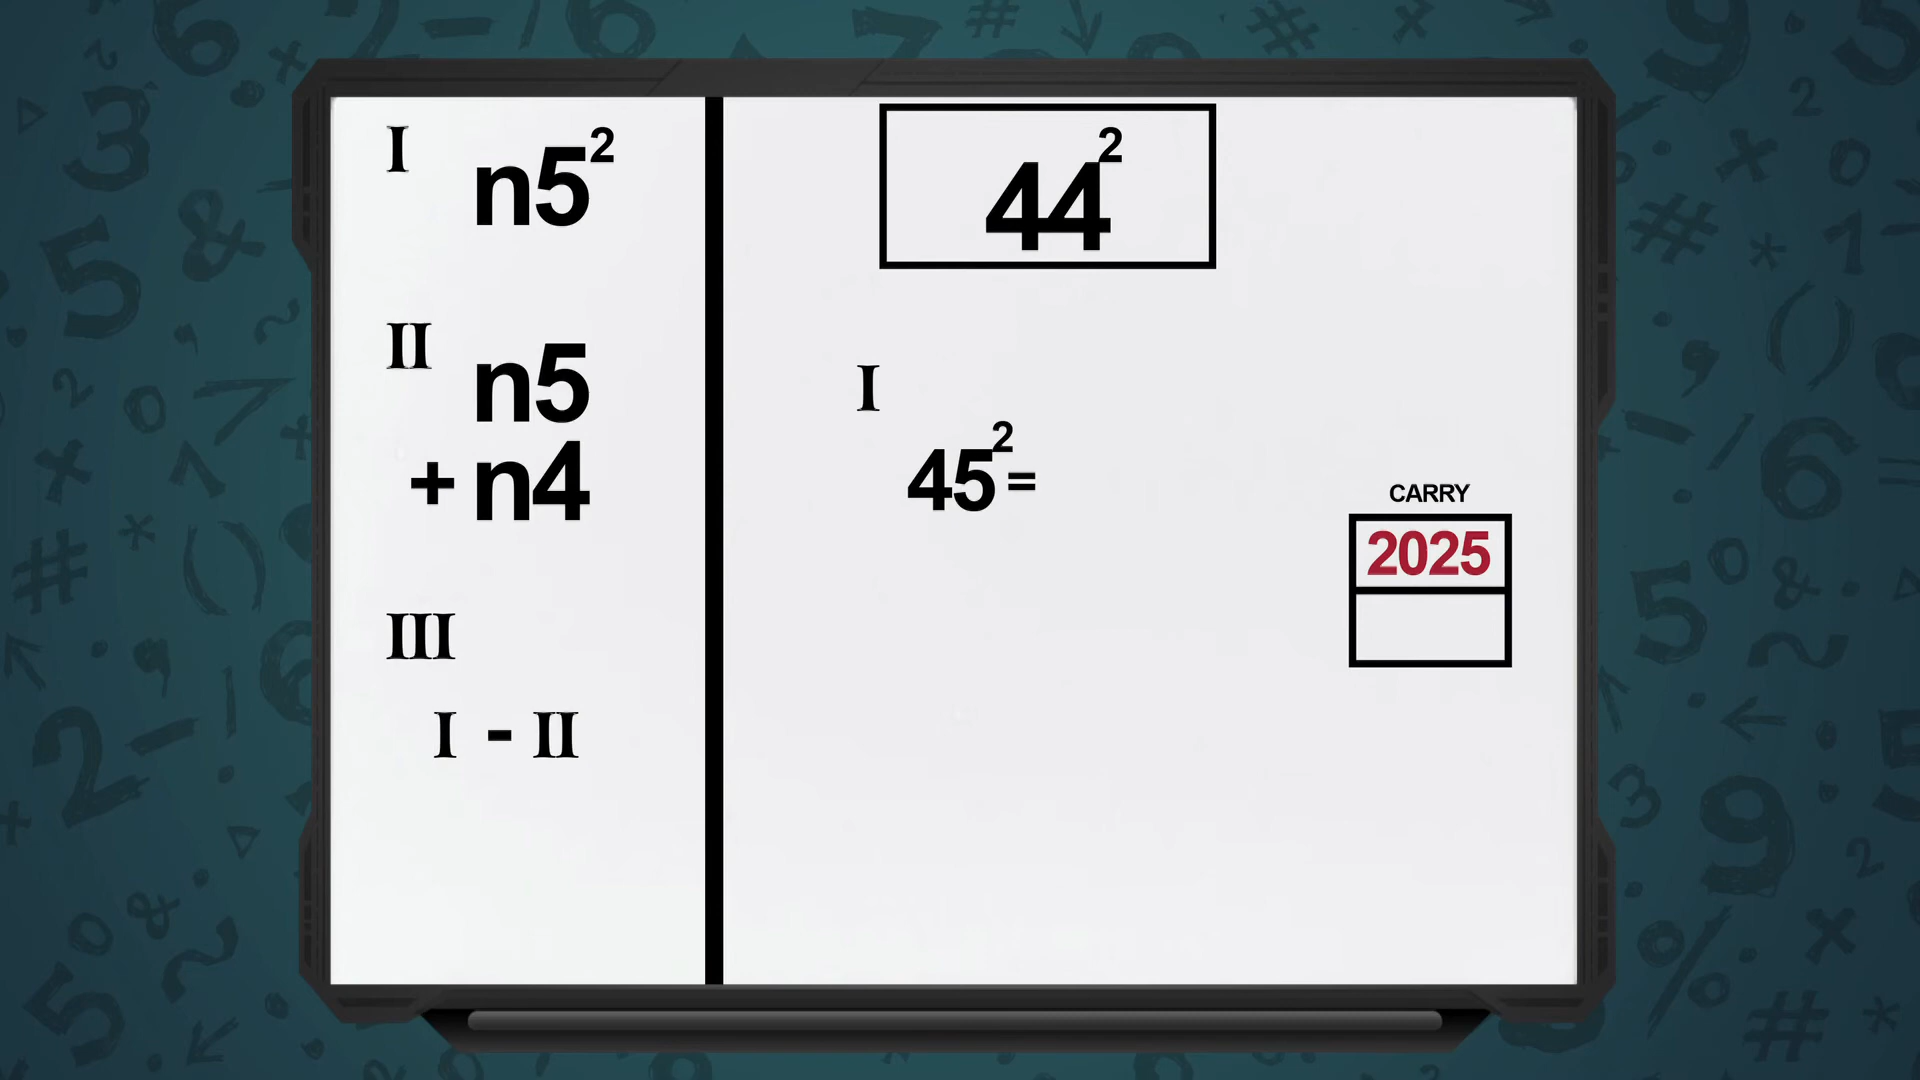 I
n5²
II
n5
+ n4
III
I - II
44²
I
45² =
CARRY
2025